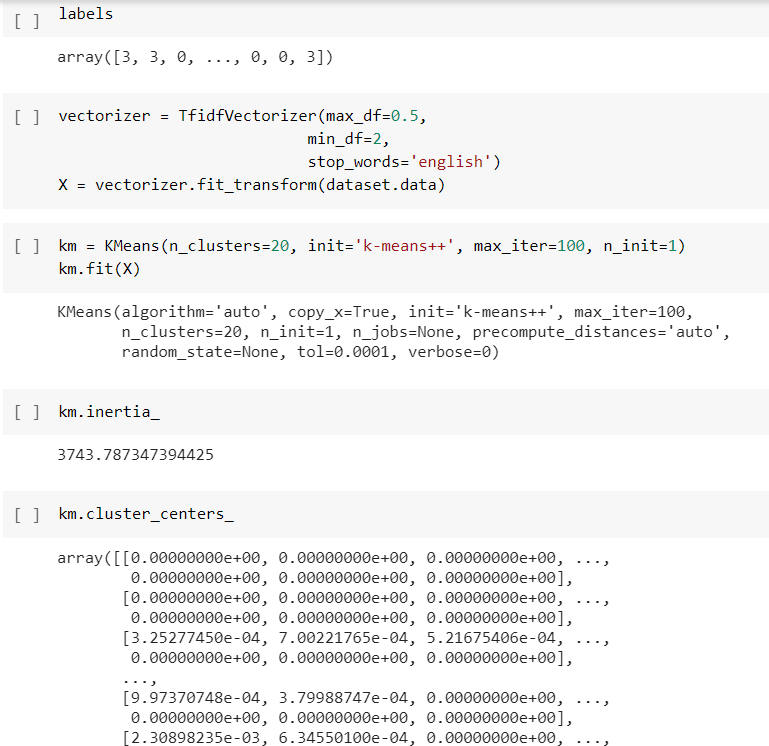 [ ] labels
array([3, 3, 0, ..., 0, 0, 3])
[ ] vectorizer = TfidfVectorizer(max_df=0.5,
min_df=2,
stop_words='english')
X = vectorizer.fit_transform(dataset.data)
[ ] km = KMeans(n_clusters=20, init='k-means++', max_iter=100, n_init=1)
km.fit(X)
KMeans(algorithm='auto', copy_x=True, init='k-means++', max_iter=100,
n_clusters=20, n_init=1, n_jobs=None, precompute_distances='auto',
random_state=None, tol=0.0001, verbose=0)
[ ] km.inertia_
3743.787347394425
[ ] km.cluster_centers_
array([[0.00000000e+00, 0.00000000e+00, 0.00000000e+00, ...,
0.00000000e+00, 0.00000000e+00, 0.00000000e+00],
[0.00000000e+00, 0.00000000e+00, 0.00000000e+00, ...,
0.00000000e+00, 0.00000000e+00, 0.00000000e+00],
[3.25277450e-04, 7.00221765e-04, 5.21675406e-04, ...,
0.00000000e+00, 0.00000000e+00, 0.00000000e+00],
...,
[9.97370748e-04, 3.79988747e-04, 0.00000000e+00, ...,
0.00000000e+00, 0.00000000e+00, 0.00000000e+00],
[2.30898235e-03, 6.34550100e-04, 0.00000000e+00, ...,